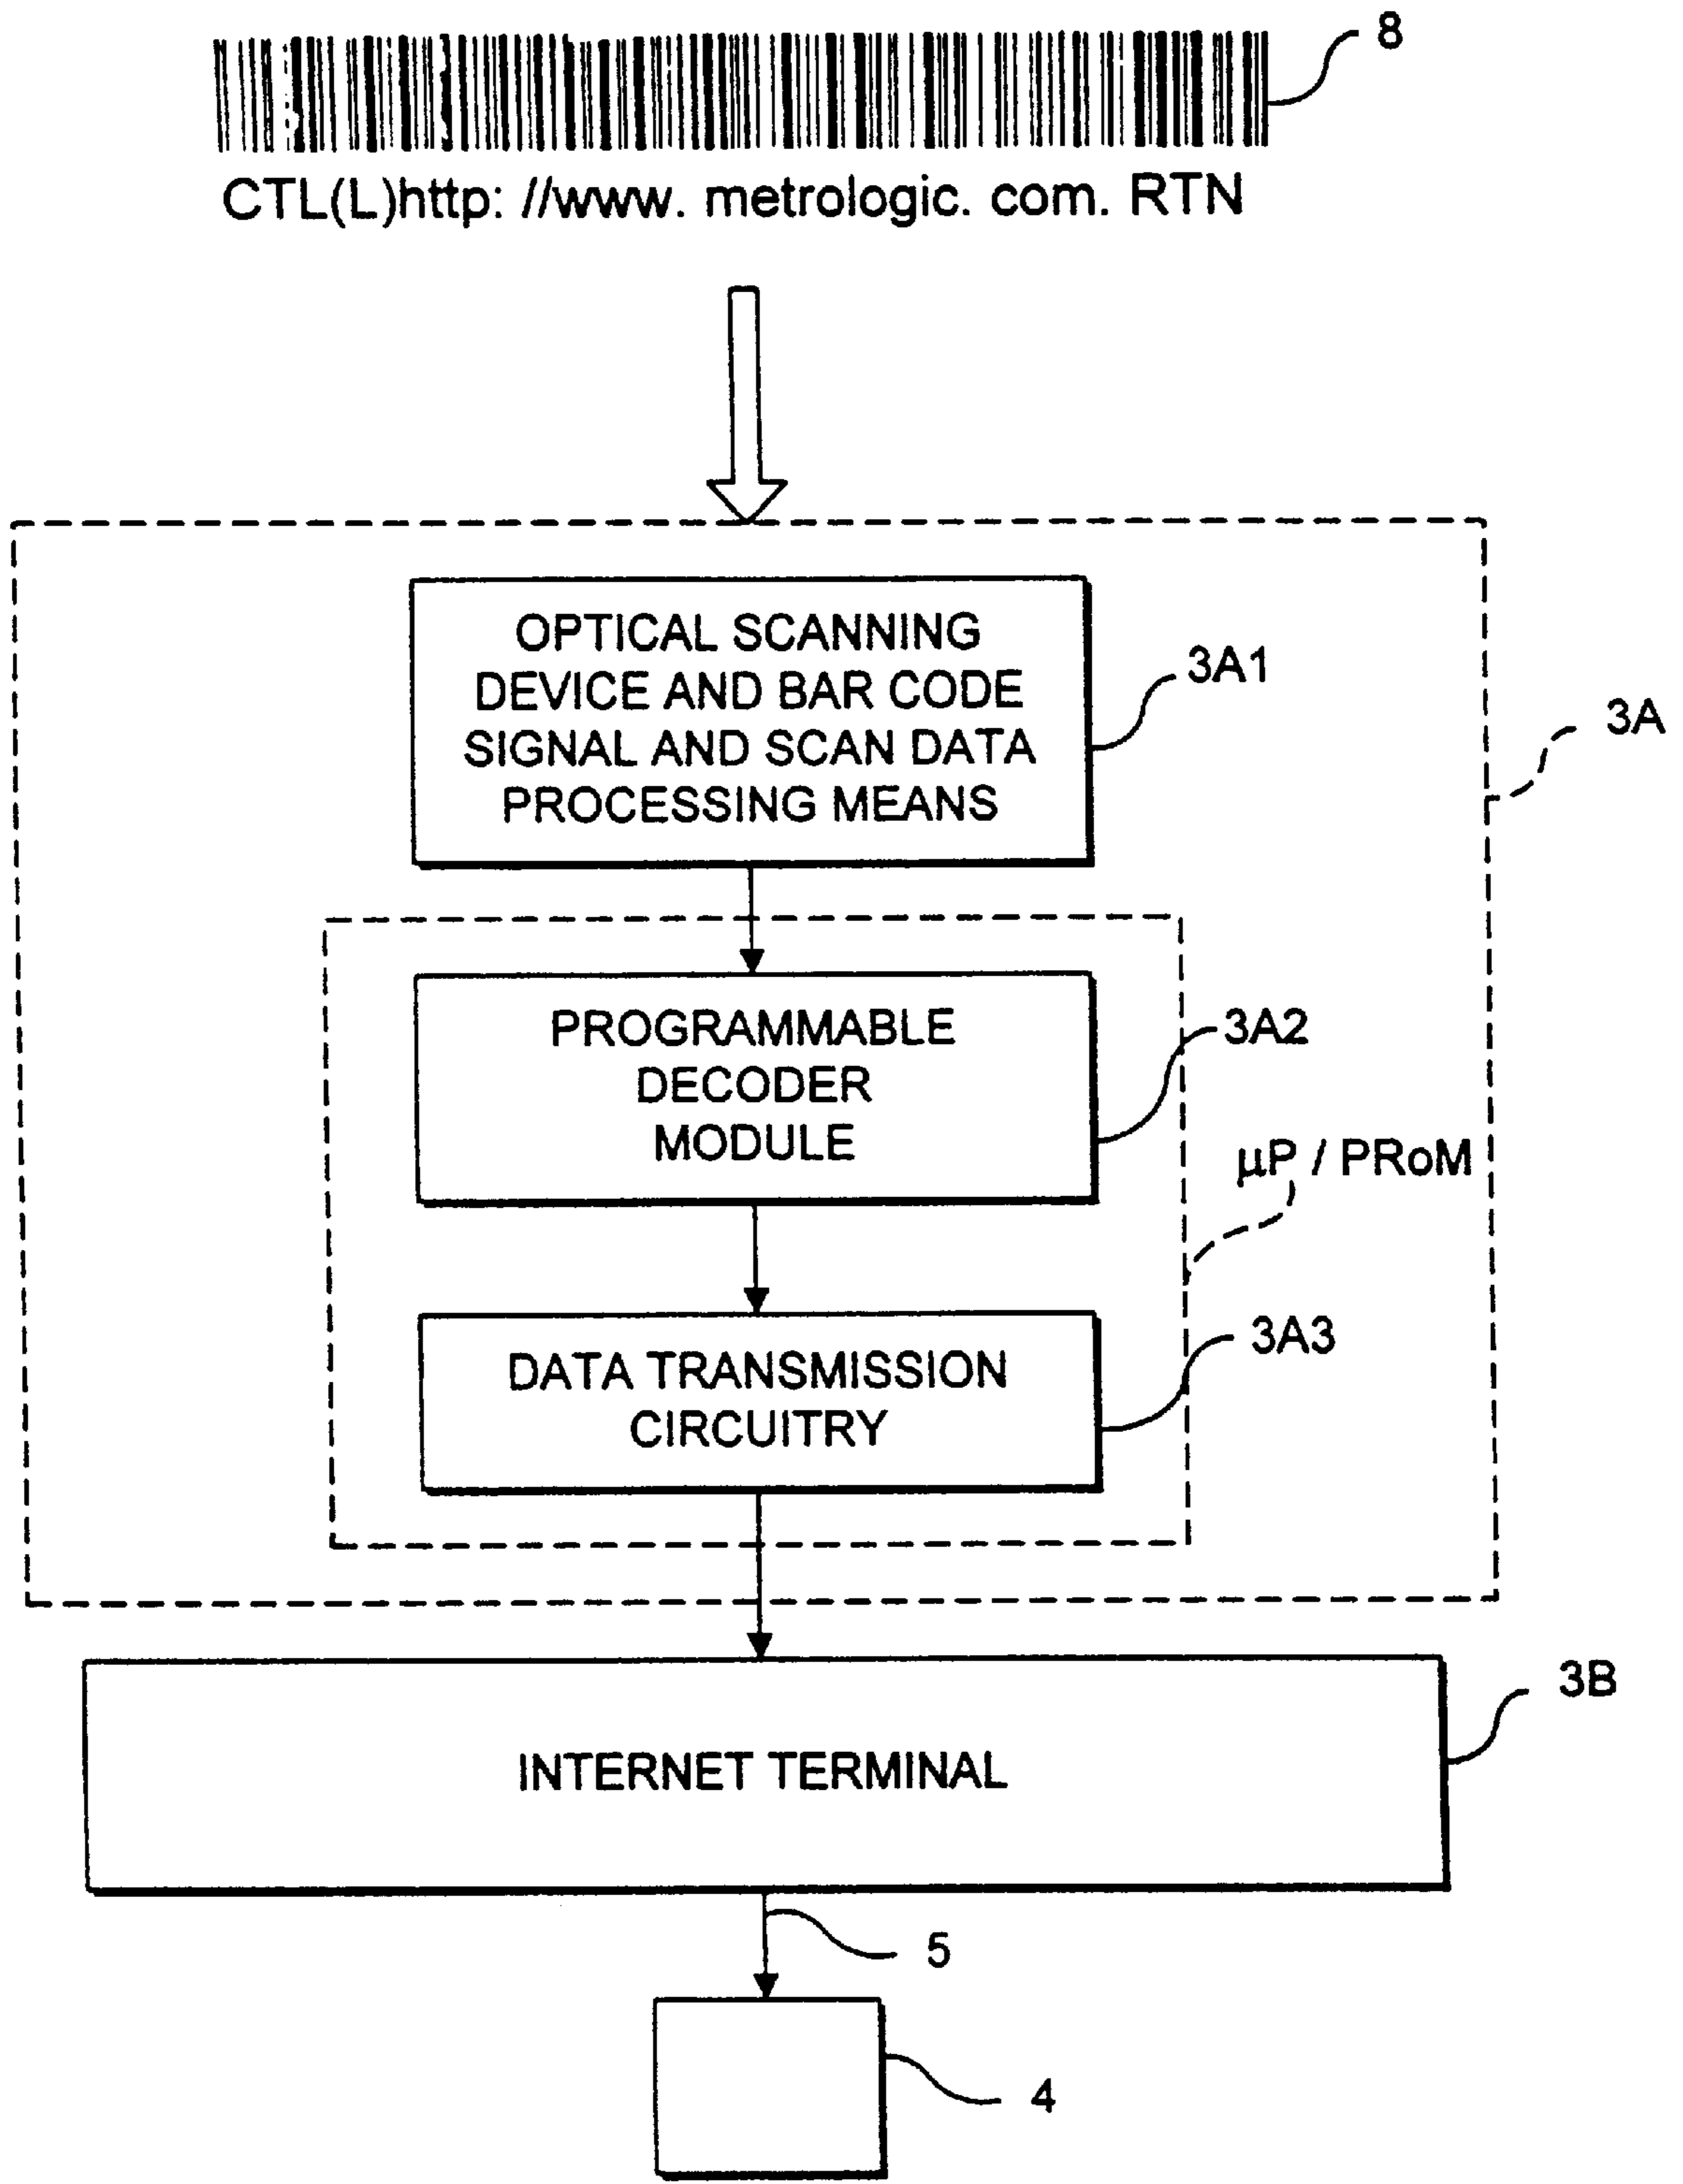 8
CTL(L)http: //www. metrologic. com. RTN
OPTICAL SCANNING
DEVICE AND BAR CODE
SIGNAL AND SCAN DATA
PROCESSING MEANS
3A1
3A
PROGRAMMABLE
DECODER
MODULE
3A2
µP / PRoM
DATA TRANSMISSION
CIRCUITRY
3A3
INTERNET TERMINAL
3B
5
4